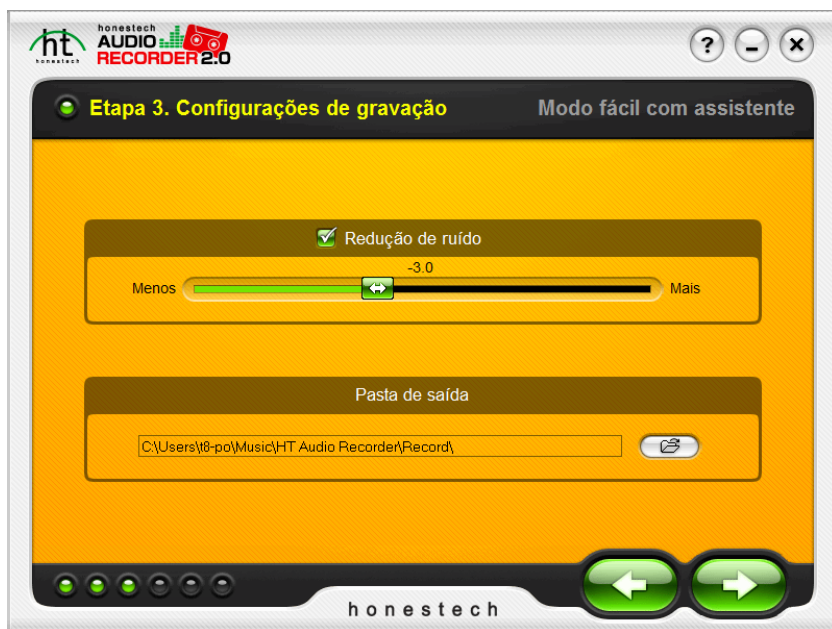 ht
honestech
honestech
AUDIO
RECORDER 2.0
?
Etapa 3. Configurações de gravação
Modo fácil com assistente
Redução de ruído
-3.0
Menos
Mais
Pasta de saída
C:\Users\t8-po\Music\HT Audio Recorder\Record\
honestech